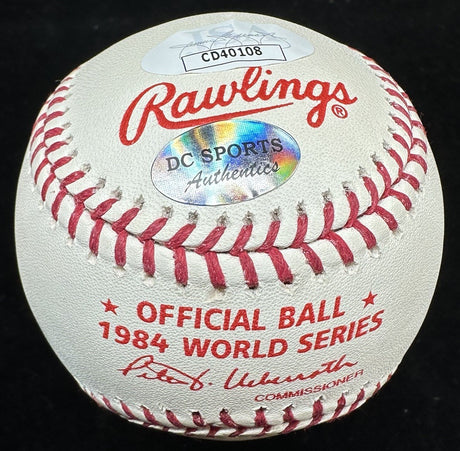 CD40108
Rawlings®
DC SPORTS
Authentics
★ OFFICIAL BALL ★
1984 WORLD SERIES
Peter V. Ueberroth
COMMISSIONER